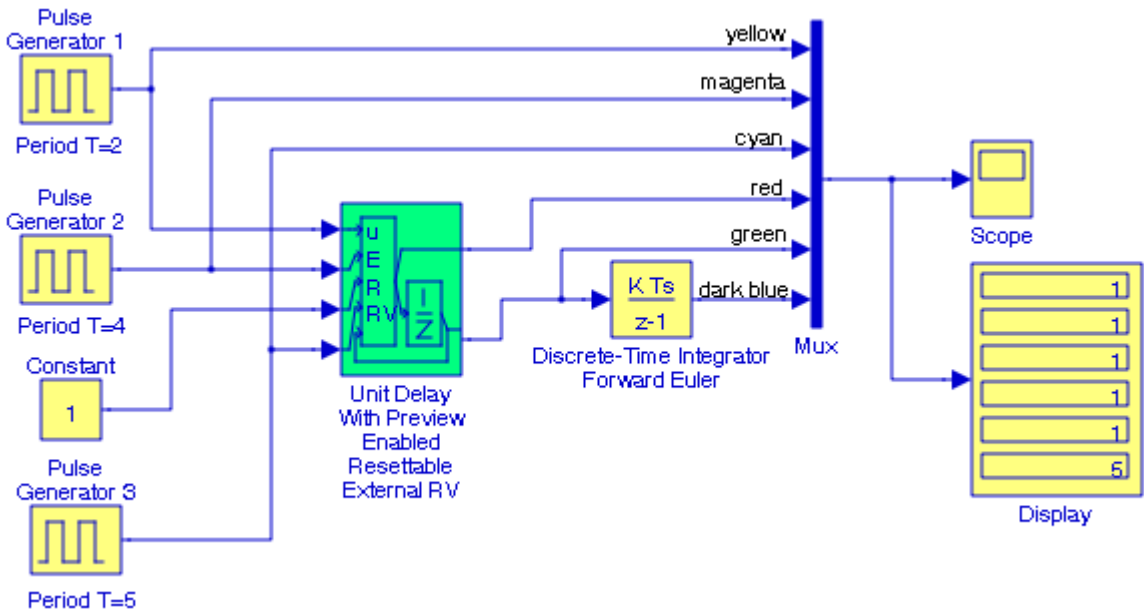 Pulse
Generator 1
Period T=2
Pulse
Generator 2
Period T=4
Constant
1
Pulse
Generator 3
Period T=5
u
E
R
RV
1
Z
Unit Delay
With Preview
Enabled
Resettable
External RV
yellow
magenta
cyan
red
green
dark blue
K Ts
z-1
Discrete-Time Integrator
Forward Euler
Mux
Scope
1
1
1
1
1
5
Display